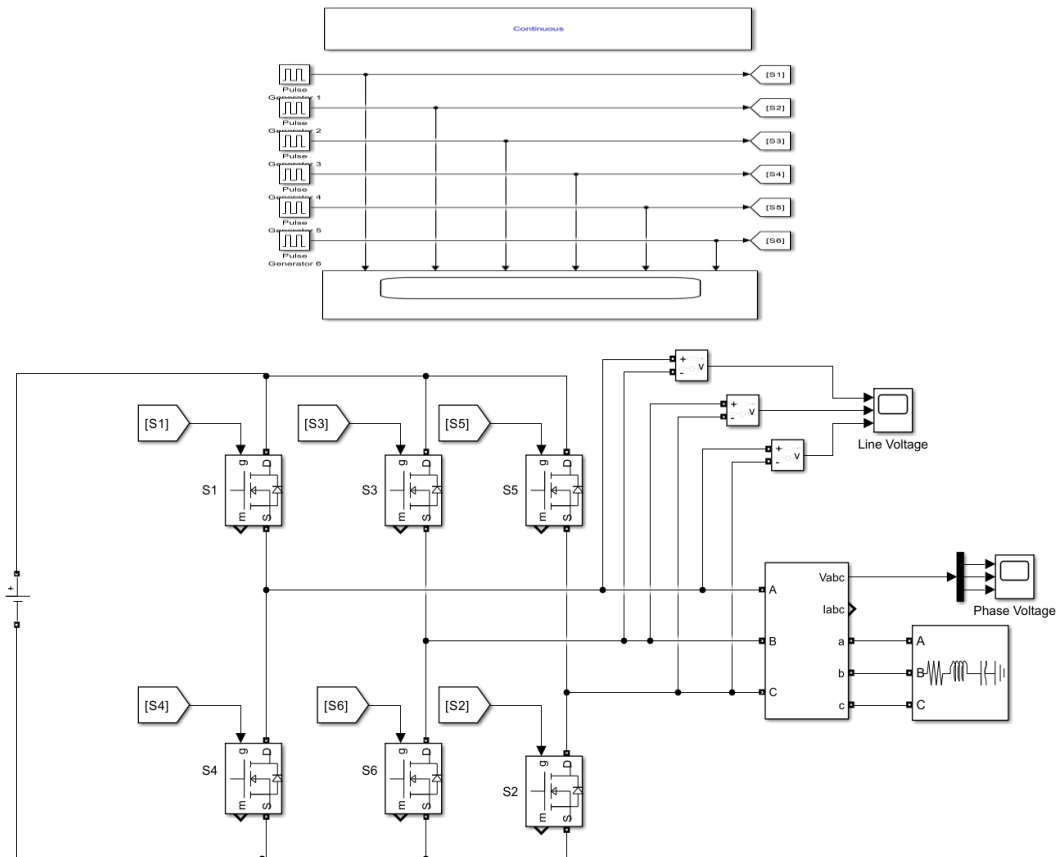 Continuous
Pulse
Generator 1
[S1]
Pulse
Generator 2
[S2]
Pulse
Generator 3
[S3]
Pulse
Generator 4
[S4]
Pulse
Generator 5
[S5]
Pulse
Generator 6
[S6]
+
-
v
+
-
v
+
-
v
Line Voltage
[S1]
[S3]
[S5]
g
D
S1
m
S
g
D
S3
m
S
g
D
S5
m
S
+
A
B
C
Vabc
Iabc
a
b
c
Phase Voltage
A
B
C
[S4]
[S6]
[S2]
g
D
S4
m
S
g
D
S6
m
S
g
D
S2
m
S